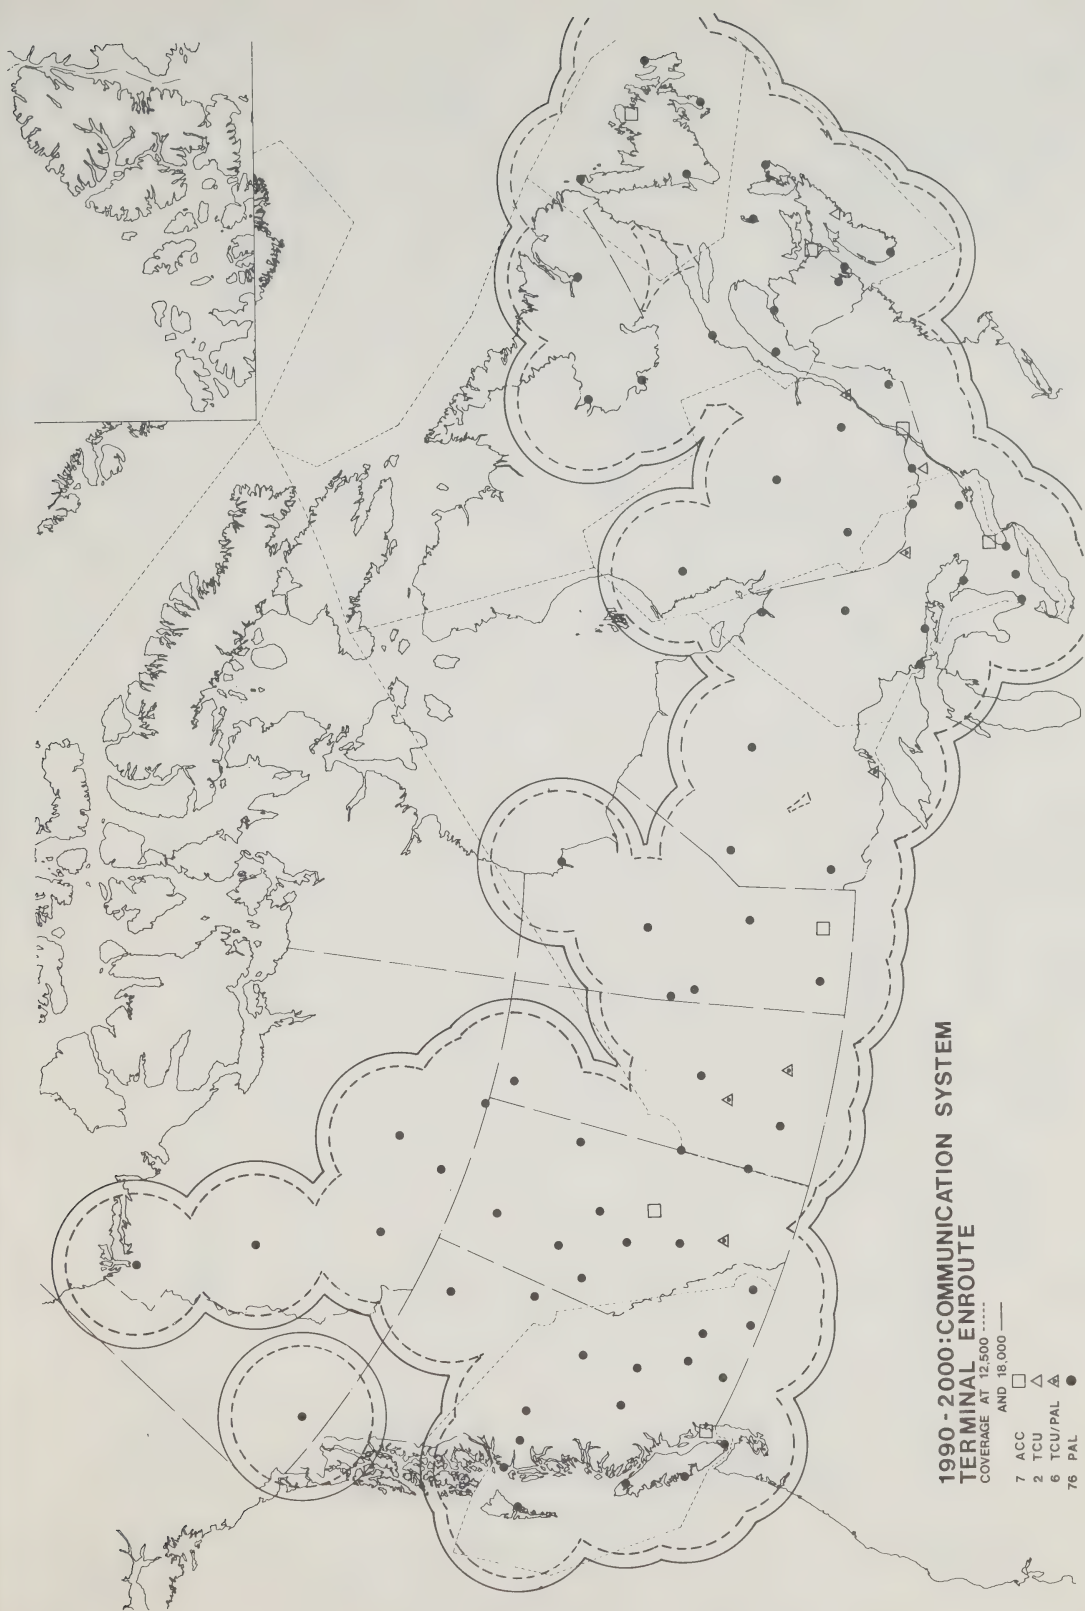 1990 - 2000:COMMUNICATION SYSTEM
TERMINAL ENROUTE
COVERAGE AT 12,500 -----
AND 18,000 ——
7 ACC □
2 TCU △
6 TCU/PAL
76 PAL ●